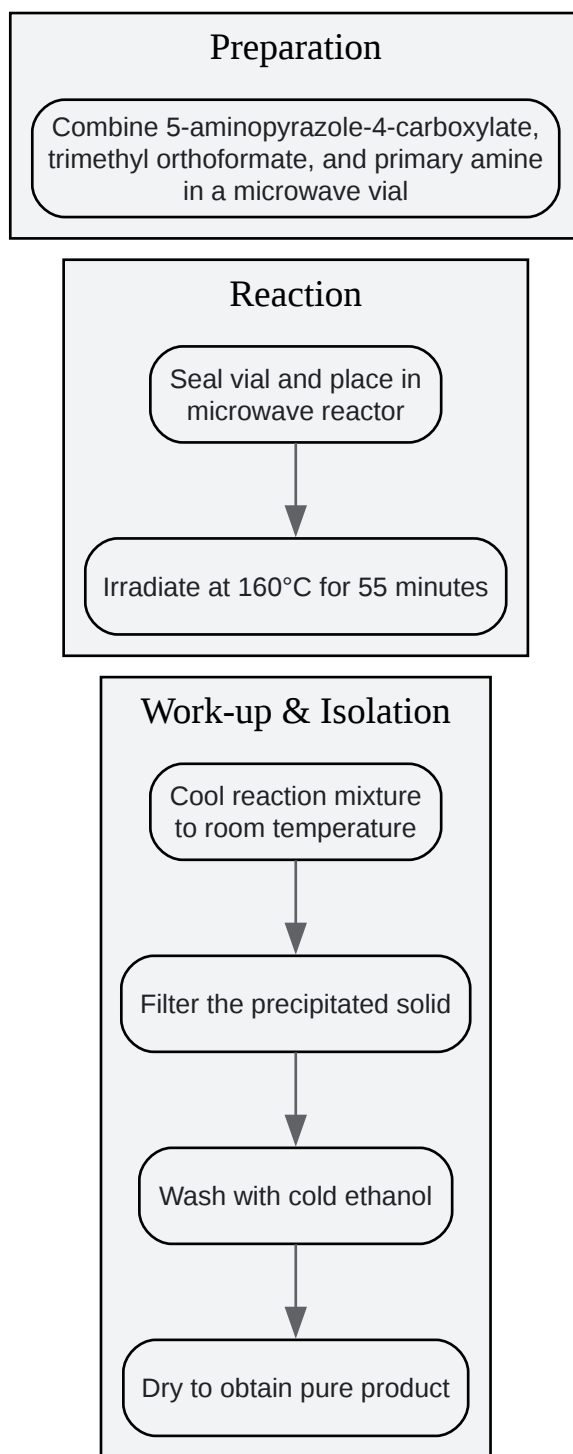 Preparation
Combine 5-aminopyrazole-4-carboxylate,
trimethyl orthoformate, and primary amine
in a microwave vial
Reaction
Seal vial and place in
microwave reactor
Irradiate at 160°C for 55 minutes
Work-up & Isolation
Cool reaction mixture
to room temperature
Filter the precipitated solid
Wash with cold ethanol
Dry to obtain pure product